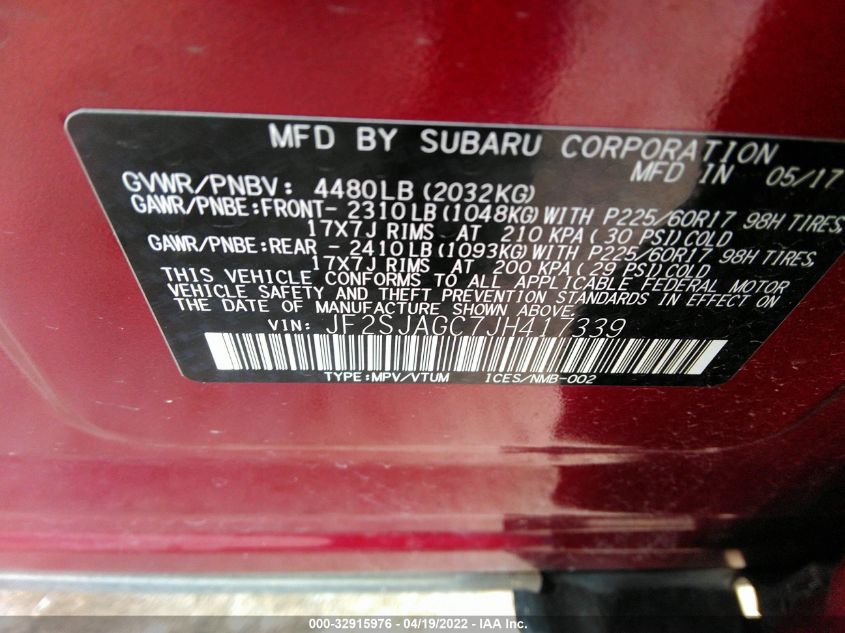 MFD BY SUBARU CORPORATION
MFD IN 05/17
GVWR/PNBV: 4480LB(2032KG)
GAWR/PNBE:FRONT- 2310LB(1048KG)WITH P225/60R17 98H TIRES,
17X7J RIMS AT 210 KPA( 30 PSI)COLD
GAWR/PNBE:REAR - 2410LB(1093KG)WITH P225/60R17 98H TIRES,
17X7J RIMS AT 200 KPA( 29 PSI)COLD
THIS VEHICLE CONFORMS TO ALL APPLICABLE FEDERAL MOTOR
VEHICLE SAFETY AND THEFT PREVENTION STANDARDS IN EFFECT ON
THE DATE OF MANUFACTURE SHOWN ABOVE.
VIN: JF2SJAGC7JH417339
TYPE:MPV/VTUM ICES/NMB-002
000-32915976 - 04/19/2022 - IAA Inc.